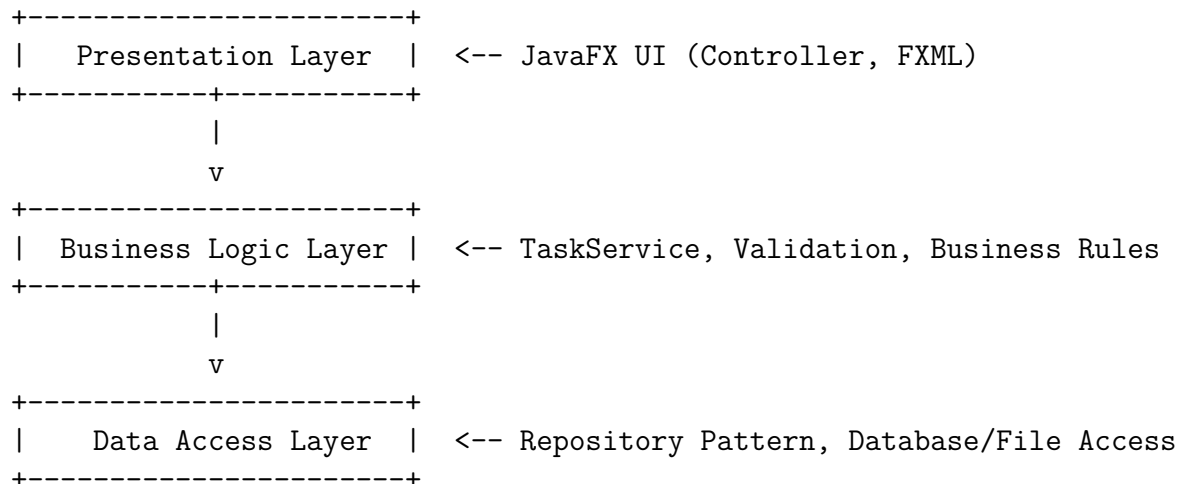 +-----------------------+
|   Presentation Layer  |  <-- JavaFX UI (Controller, FXML)
+-----------+-----------+
            |
            v
+-----------------------+
|  Business Logic Layer |  <-- TaskService, Validation, Business Rules
+-----------+-----------+
            |
            v
+-----------------------+
|    Data Access Layer  |  <-- Repository Pattern, Database/File Access
+-----------------------+